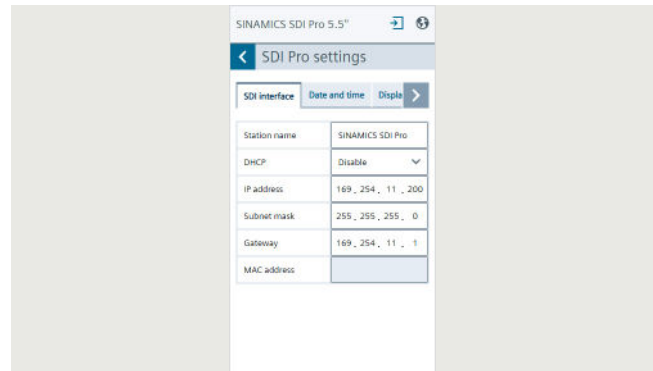 SINAMICS SDI Pro 5.5"
SDI Pro settings
SDI interface Date and time Displa
Station name SINAMICS SDI Pro
DHCP Disable
IP address 169 . 254 . 11 . 200
Subnet mask 255 . 255 . 255 . 0
Gateway 169 . 254 . 11 . 1
MAC address